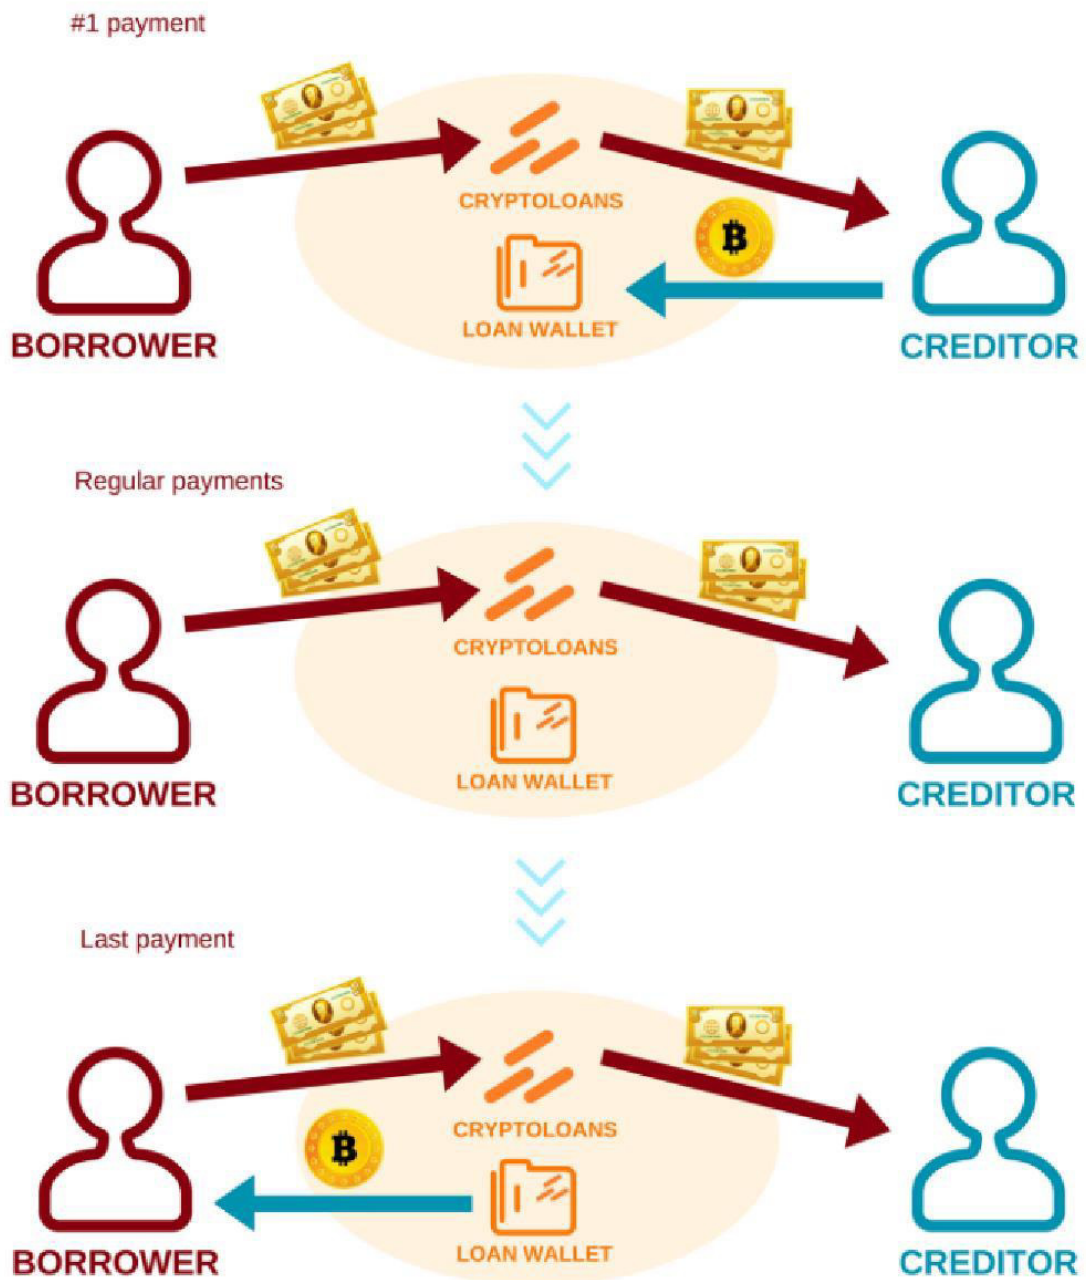 #1 payment
CRYPTOLOANS
LOAN WALLET
BORROWER
CREDITOR
Regular payments
CRYPTOLOANS
LOAN WALLET
BORROWER
CREDITOR
Last payment
CRYPTOLOANS
LOAN WALLET
BORROWER
CREDITOR